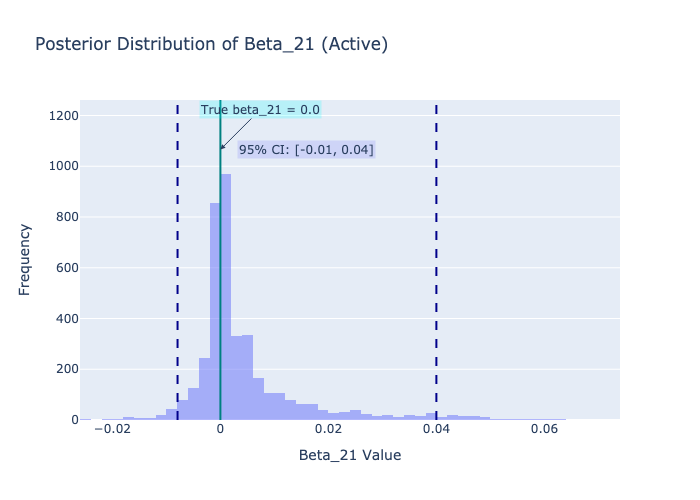 Posterior Distribution of Beta_21 (Active)
True beta_21 = 0.0
95% CI: [-0.01, 0.04]
1200
1000
800
600
400
200
0
Frequency
−0.02
0
0.02
0.04
0.06
Beta_21 Value